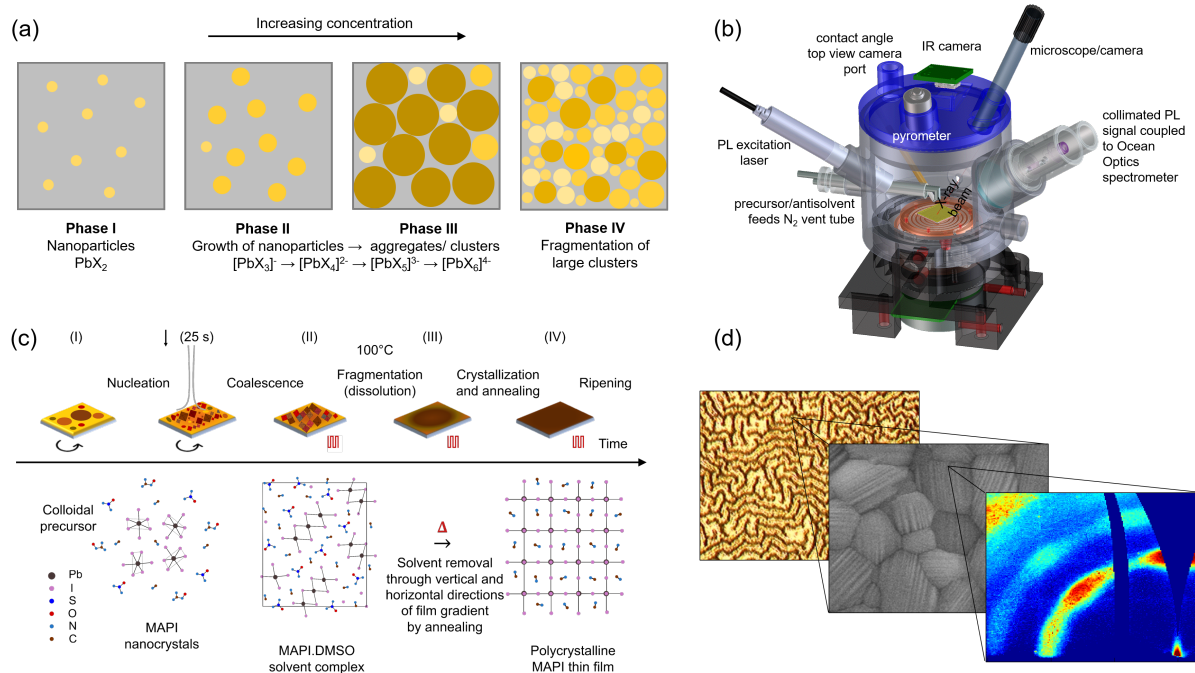 (a)
Increasing concentration
Phase I
Nanoparticles
PbX₂
Phase II
Phase III
Growth of nanoparticles → aggregates/ clusters
[PbX₃]⁻ → [PbX₄]²⁻ → [PbX₅]³⁻ → [PbX₆]⁴⁻
Phase IV
Fragmentation of
large clusters
(b)
contact angle
top view camera
port
IR camera
microscope/camera
pyrometer
PL excitation
laser
collimated PL
signal coupled
to Ocean
Optics
spectrometer
precursor/antisolvent
feeds N₂ vent tube
X-ray
beam
(c)
(I)
↓ (25 s)
(II)
100°C
(III)
(IV)
Nucleation
Coalescence
Fragmentation
(dissolution)
Crystallization
and annealing
Ripening
Time
Colloidal
precursor
Pb
I
S
O
N
C
MAPI
nanocrystals
MAPI.DMSO
solvent complex
Δ
→
Solvent removal
through vertical and
horizontal directions
of film gradient
by annealing
Polycrystalline
MAPI thin film
(d)